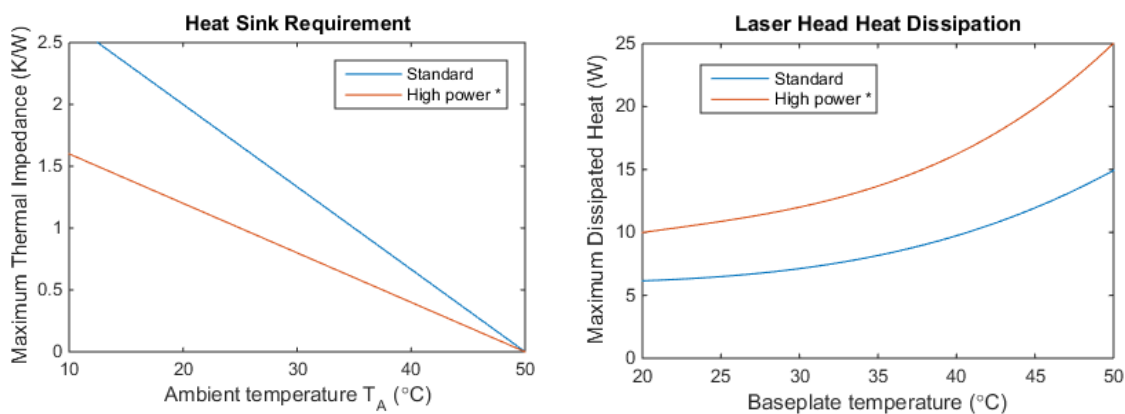 Heat Sink Requirement
Maximum Thermal Impedance (K/W)
2.5
2
1.5
1
0.5
0
Standard
High power *
10
20
30
40
50
Ambient temperature T_A (°C)
Laser Head Heat Dissipation
Maximum Dissipated Heat (W)
25
20
15
10
5
0
Standard
High power *
20
25
30
35
40
45
50
Baseplate temperature (°C)